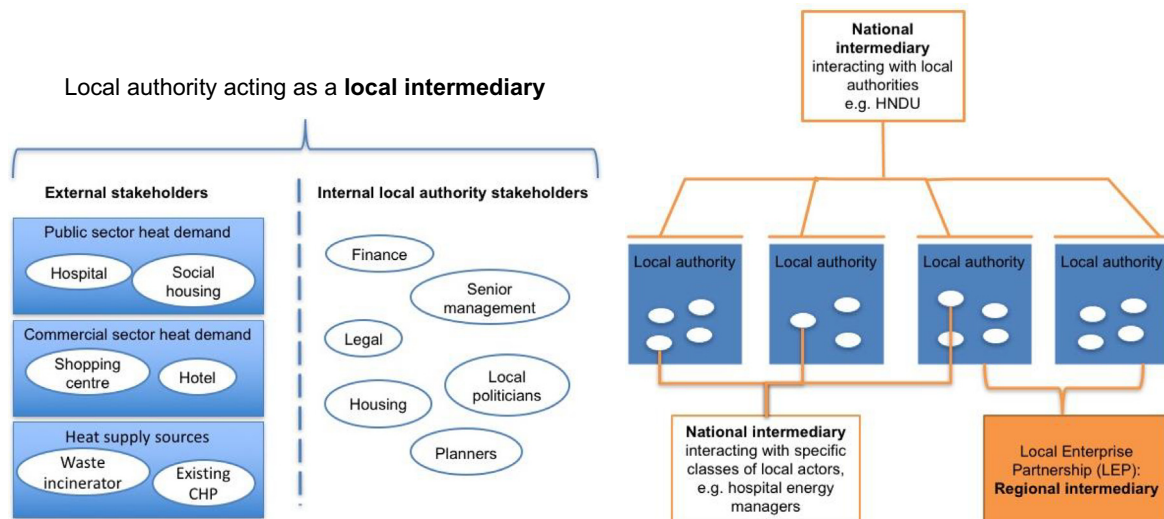 Local authority acting as a local intermediary
External stakeholders
Public sector heat demand
Hospital
Social
housing
Commercial sector heat demand
Shopping
centre
Hotel
Heat supply sources
Waste
incinerator
Existing
CHP
Internal local authority stakeholders
Finance
Senior
management
Legal
Local
politicians
Housing
Planners
National
intermediary
interacting with local
authorities
e.g. HNDU
Local authority
Local authority
Local authority
Local authority
National intermediary
interacting with specific
classes of local actors,
e.g. hospital energy
managers
Local Enterprise
Partnership (LEP):
Regional intermediary